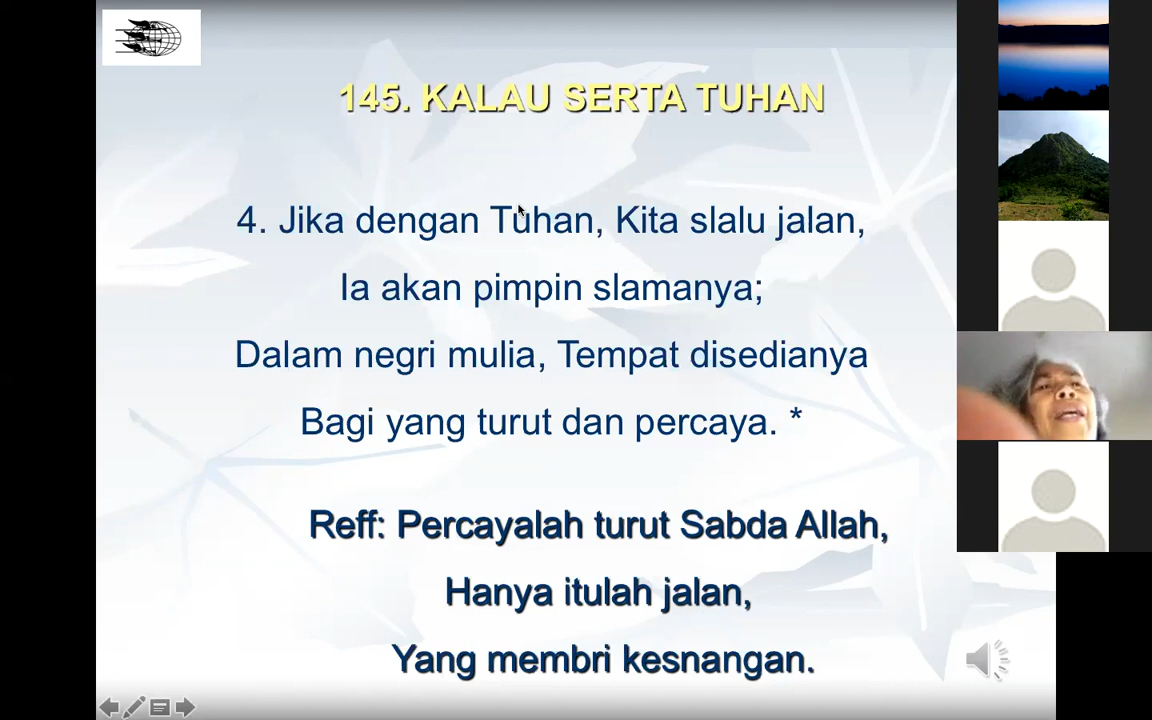 145. KALAU SERTA TUHAN
4. Jika dengan Tuhan, Kita slalu jalan,
Ia akan pimpin slamanya;
Dalam negri mulia, Tempat disedianya
Bagi yang turut dan percaya. *
Reff: Percayalah turut Sabda Allah,
Hanya itulah jalan,
Yang membri kesnangan.